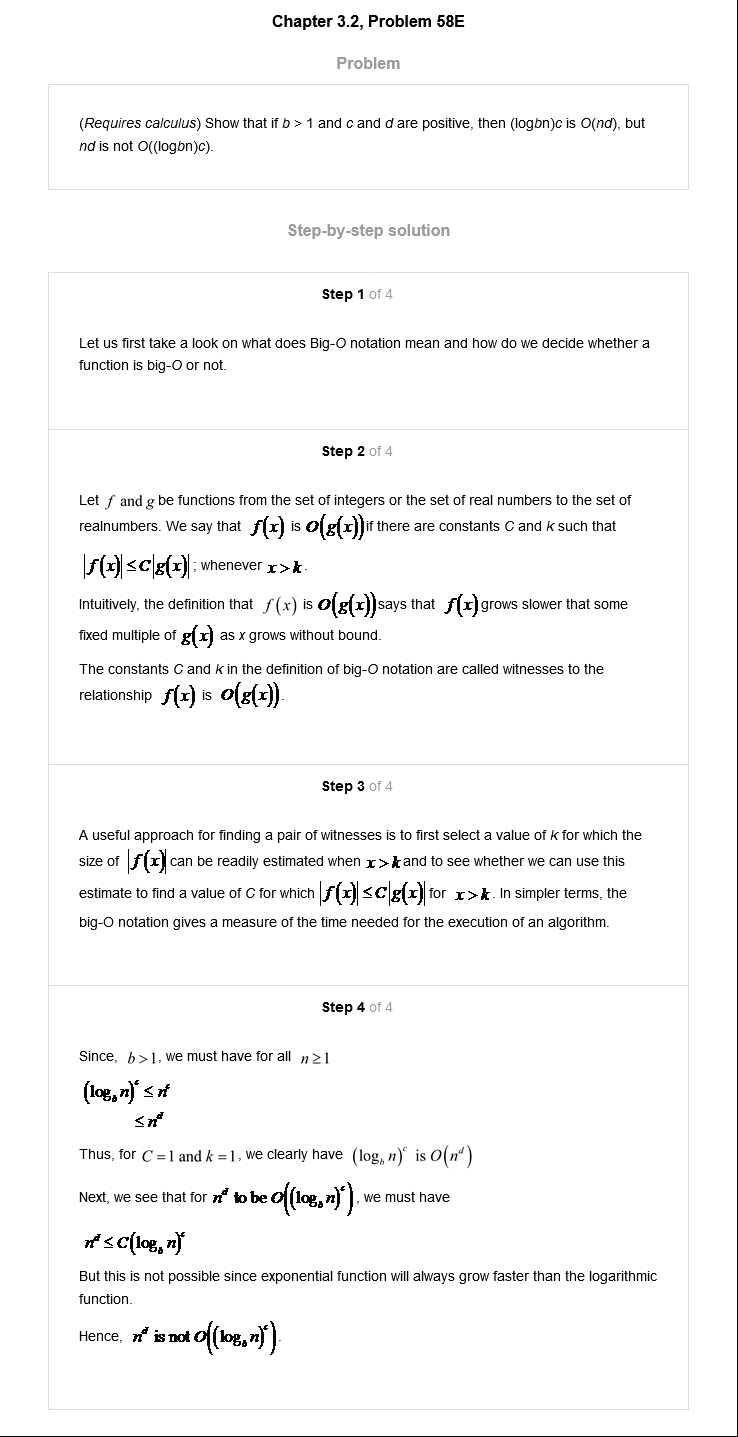 Chapter 3.2, Problem 58E
Problem
(Requires calculus) Show that if b > 1 and c and d are positive, then (logbn)c is O(nd), but
nd is not O((logbn)c).
Step-by-step solution
Step 1 of 4
Let us first take a look on what does Big-O notation mean and how do we decide whether a
function is big-O or not.
Step 2 of 4
Let f and g be functions from the set of integers or the set of real numbers to the set of
realnumbers. We say that f(x) is O(g(x)) if there are constants C and k such that
|f(x)| ≤ C|g(x)| ; whenever x > k.
Intuitively, the definition that f(x) is O(g(x)) says that f(x) grows slower that some
fixed multiple of g(x) as x grows without bound.
The constants C and k in the definition of big-O notation are called witnesses to the
relationship f(x) is O(g(x)).
Step 3 of 4
A useful approach for finding a pair of witnesses is to first select a value of k for which the
size of |f(x)| can be readily estimated when x > k and to see whether we can use this
estimate to find a value of C for which |f(x)| ≤ C|g(x)| for x > k. In simpler terms, the
big-O notation gives a measure of the time needed for the execution of an algorithm.
Step 4 of 4
Since, b > 1, we must have for all n ≥ 1
(log_b n)^c ≤ n^c
≤ n^d
Thus, for C = 1 and k = 1, we clearly have (log_b n)^c is O(n^d)
Next, we see that for n^d to be O((log_b n)^c), we must have
n^d ≤ C(log_b n)^c
But this is not possible since exponential function will always grow faster than the logarithmic
function.
Hence, n^d is not O((log_b n)^c).